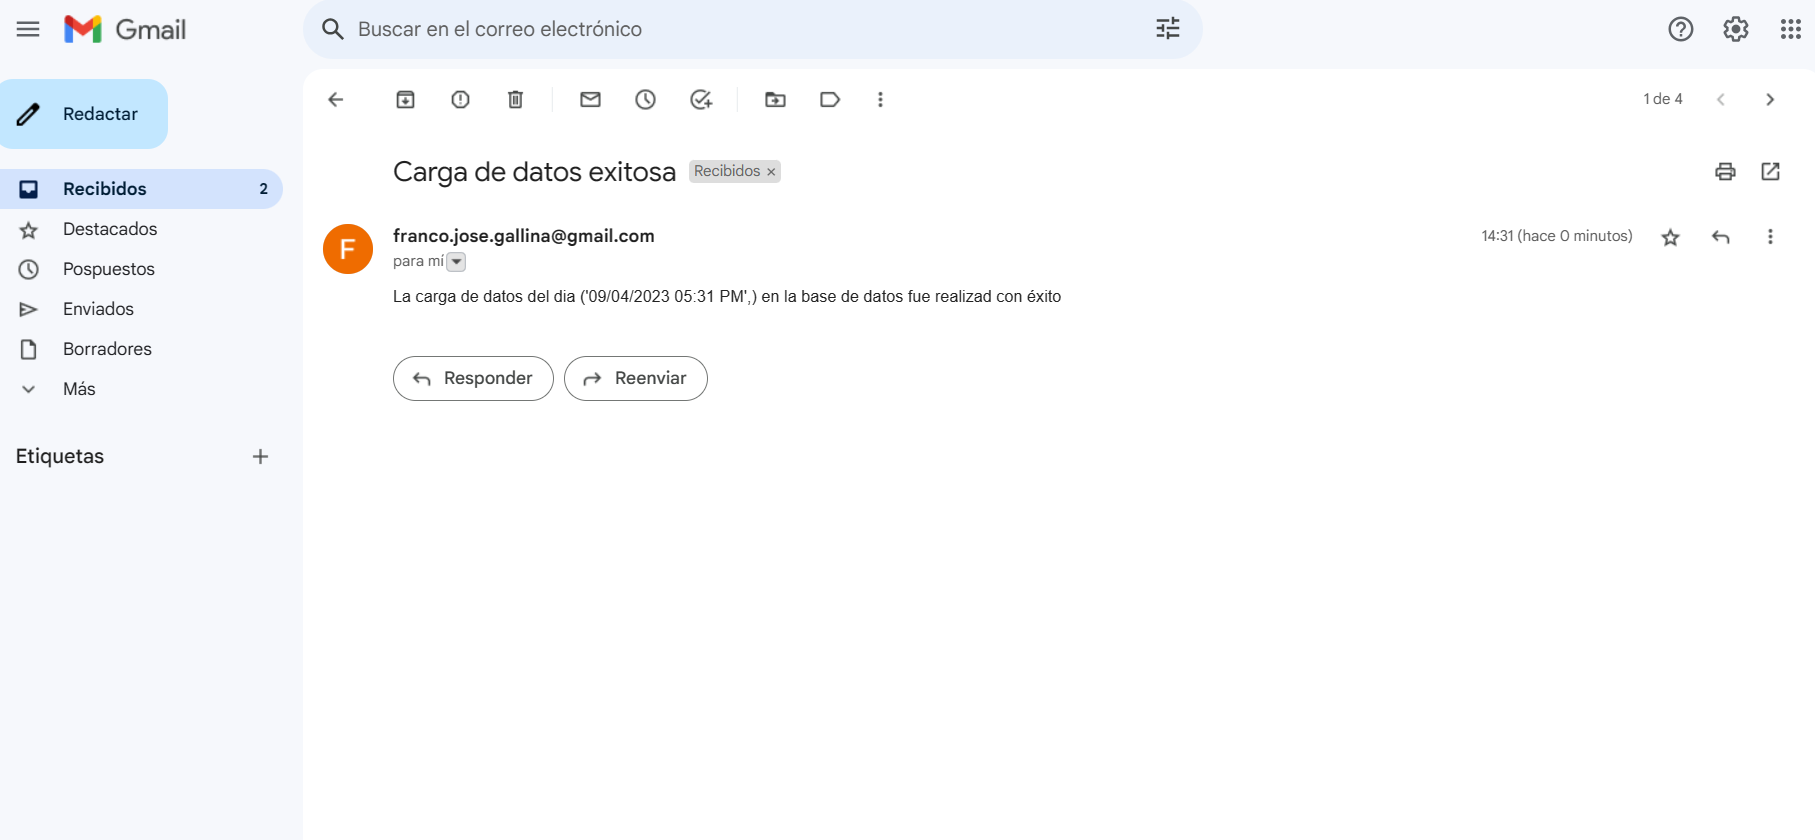 Gmail
Buscar en el correo electrónico
Redactar
1 de 4
Recibidos 2
Destacados
Pospuestos
Enviados
Borradores
Más
Etiquetas
Carga de datos exitosa Recibidos ×
F
franco.jose.gallina@gmail.com
14:31 (hace 0 minutos)
para mí
La carga de datos del dia ('09/04/2023 05:31 PM',) en la base de datos fue realizad con éxito
Responder
Reenviar